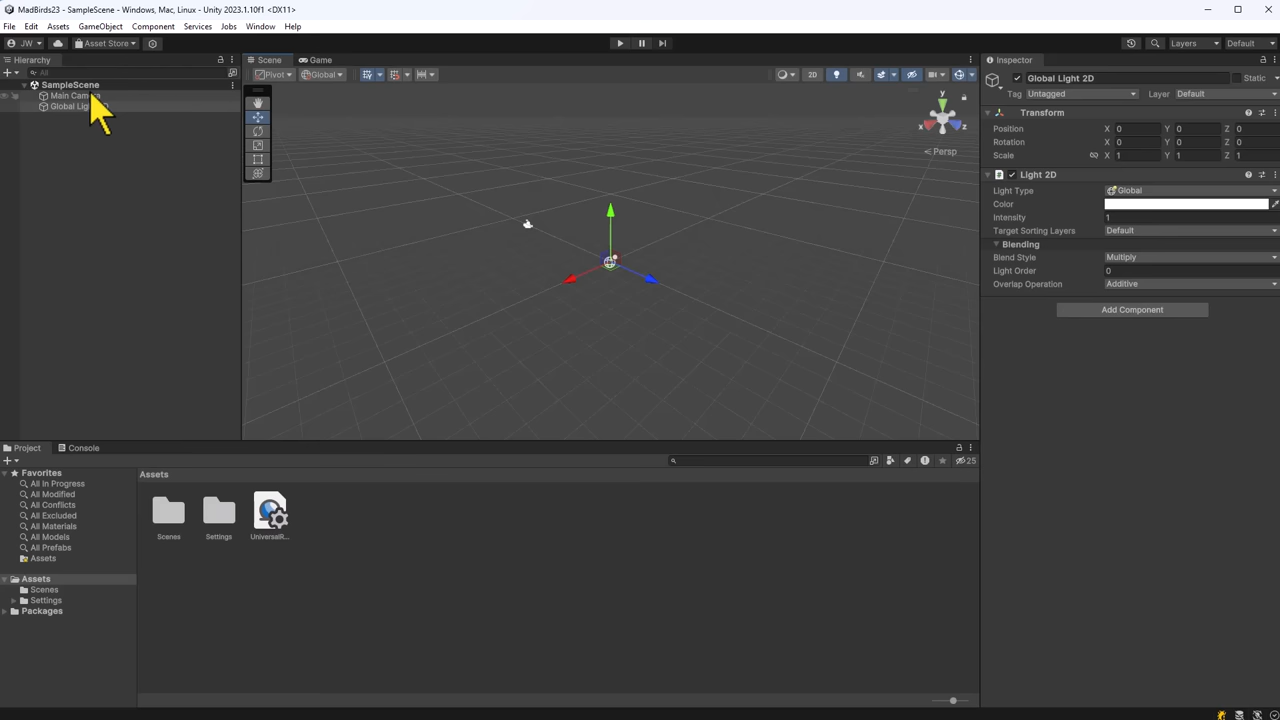 MadBirds23 - SampleScene - Windows, Mac, Linux - Unity 2023.1.10f1 <DX11>
File Edit Assets GameObject Component Services Jobs Window Help
JW Asset Store Layers Default
Hierarchy
All
SampleScene
Main Camera
Global Light
Scene Game
Pivot Global 2D
y
x z
< Persp
Inspector
Global Light 2D Static
Tag Untagged Layer Default
Transform
Position X 0 Y 0 Z 0
Rotation X 0 Y 0 Z 0
Scale X 1 Y 1 Z 1
Light 2D
Light Type Global
Color
Intensity 1
Target Sorting Layers Default
Blending
Blend Style Multiply
Light Order 0
Overlap Operation Additive
Add Component
Project Console
25
Favorites
All In Progress
All Modified
All Conflicts
All Excluded
All Materials
All Models
All Prefabs
Assets
Assets
Scenes
Settings
Packages
Assets
Scenes Settings UniversalR...